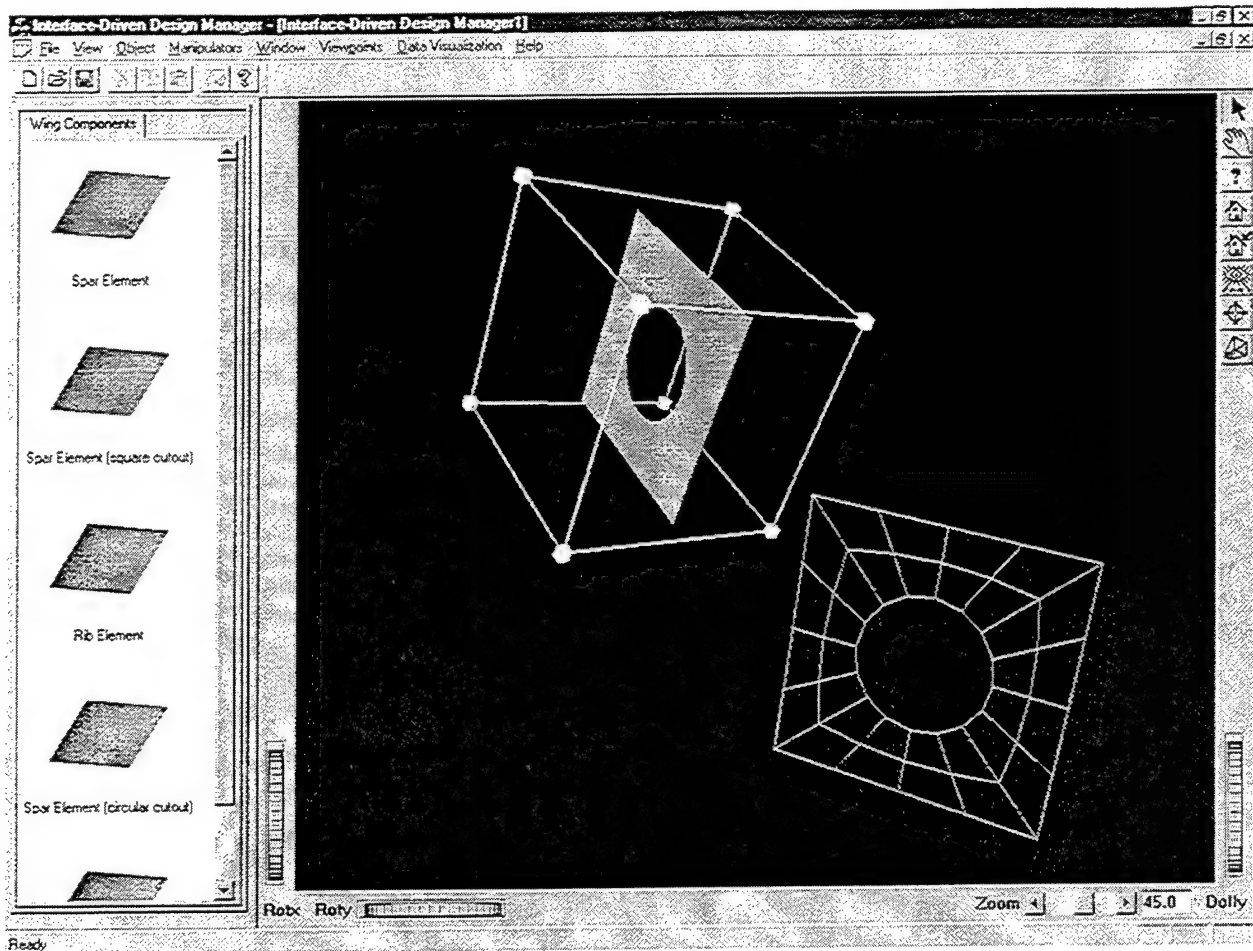 Interface-Driven Design Manager - [Interface-Driven Design Manager1]
File View Object Manipulators Window Viewpoints Data Visualization Help
Wing Components
Spar Element
Spar Element (square cutout)
Rib Element
Spar Element (circular cutout)
Rotx Roty
Zoom 45.0 Dolly
Ready